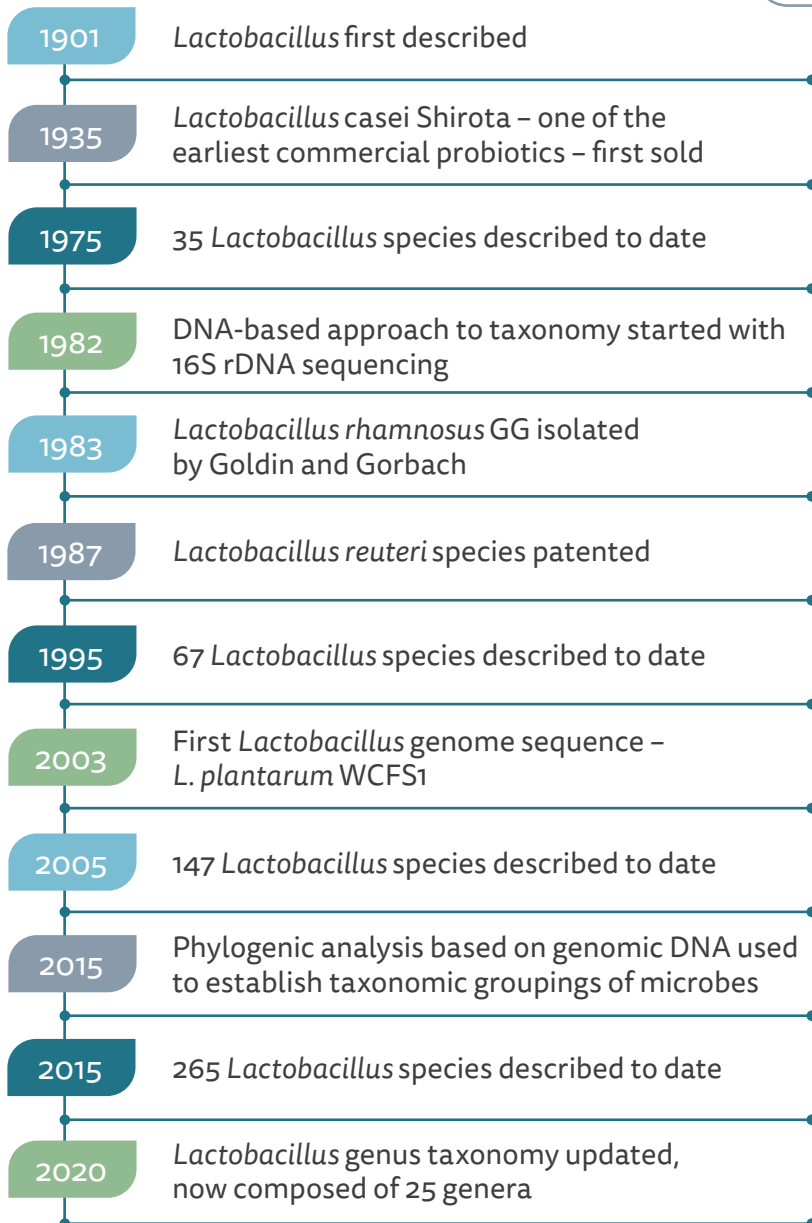 1901
Lactobacillus first described
1935
Lactobacillus casei Shirota – one of the
earliest commercial probiotics – first sold
1975
35 Lactobacillus species described to date
1982
DNA-based approach to taxonomy started with
16S rDNA sequencing
1983
Lactobacillus rhamnosus GG isolated
by Goldin and Gorbach
1987
Lactobacillus reuteri species patented
1995
67 Lactobacillus species described to date
2003
First Lactobacillus genome sequence –
L. plantarum WCFS1
2005
147 Lactobacillus species described to date
2015
Phylogenic analysis based on genomic DNA used
to establish taxonomic groupings of microbes
2015
265 Lactobacillus species described to date
2020
Lactobacillus genus taxonomy updated,
now composed of 25 genera